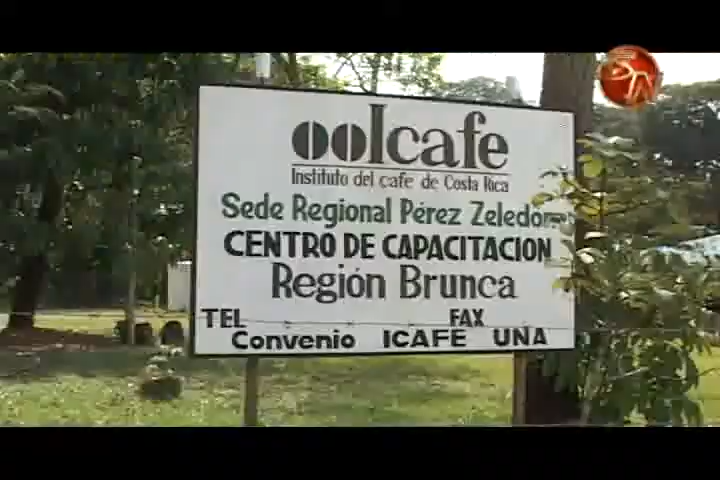 Icafe
Instituto del cafe de Costa Rica
Sede Regional Pérez Zeledon
CENTRO DE CAPACITACION
Región Brunca
TEL FAX
Convenio ICAFE UNA